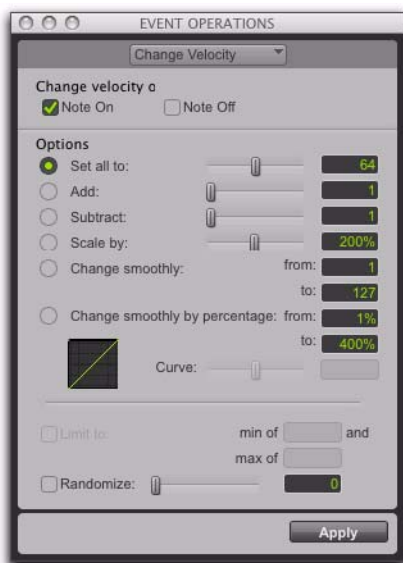 EVENT OPERATIONS
Change Velocity
Change velocity o
Note On Note Off
Options
Set all to: 64
Add: 1
Subtract: 1
Scale by: 200%
Change smoothly: from: 1
to: 127
Change smoothly by percentage: from: 1%
to: 400%
Curve:
Limit to: min of and
max of
Randomize: 0
Apply